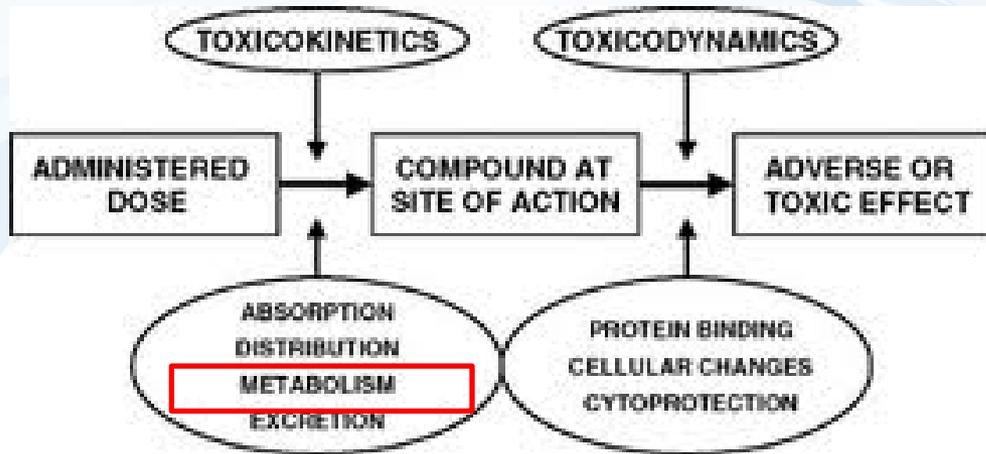 TOXICOKINETICS
TOXICODYNAMICS
ADMINISTERED
DOSE
COMPOUND AT
SITE OF ACTION
ADVERSE OR
TOXIC EFFECT
ABSORPTION
DISTRIBUTION
METABOLISM
EXCRETION
PROTEIN BINDING
CELLULAR CHANGES
CYTOPROTECTION